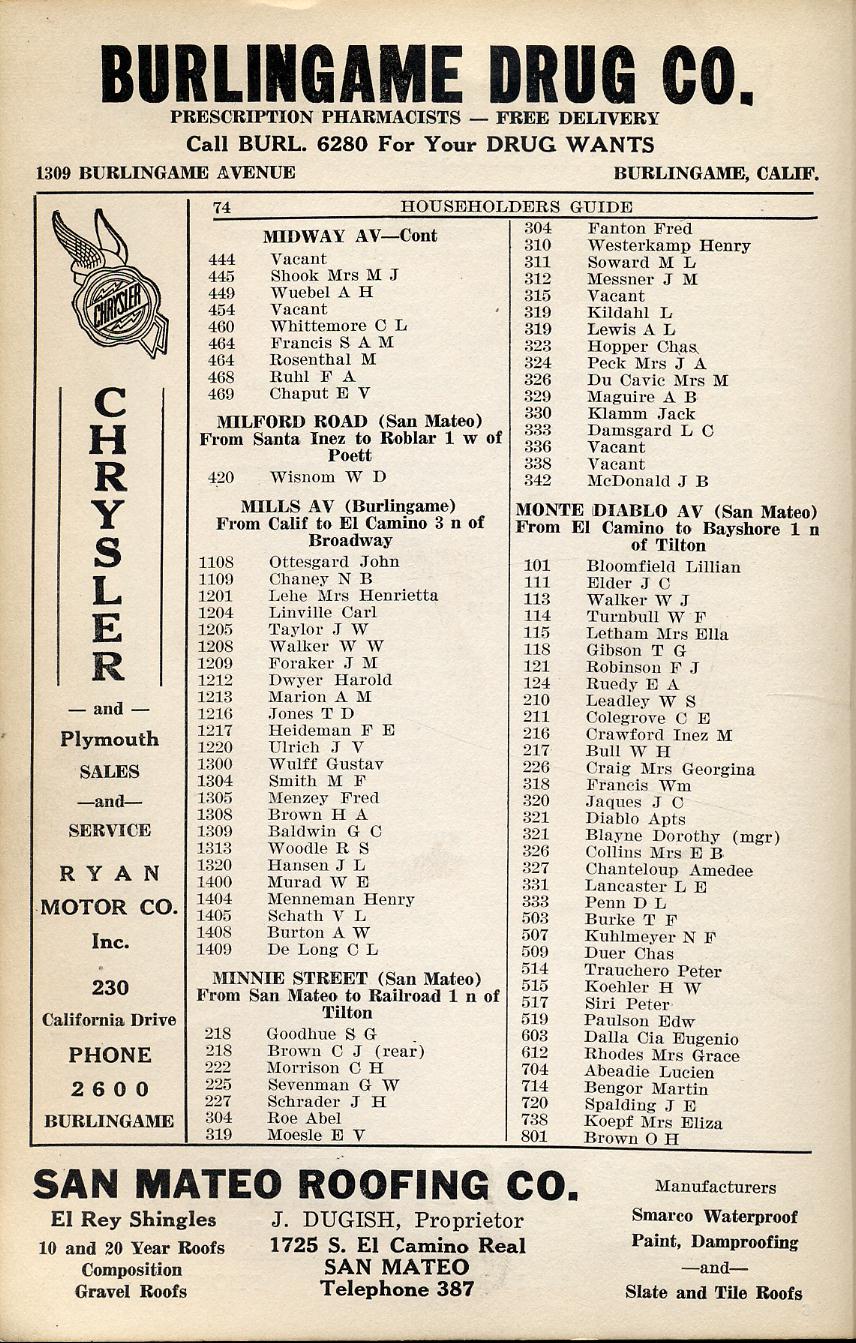 BURLINGAME DRUG CO.
PRESCRIPTION PHARMACISTS — FREE DELIVERY
Call BURL. 6280 For Your DRUG WANTS
1309 BURLINGAME AVENUE BURLINGAME, CALIF.
CHRYSLER
CHRYSLER
— and —
Plymouth
SALES
—and—
SERVICE
RYAN
MOTOR CO.
Inc.
230
California Drive
PHONE
2600
BURLINGAME
74 HOUSEHOLDERS GUIDE
MIDWAY AV—Cont
444 Vacant
445 Shook Mrs M J
449 Wuebel A H
454 Vacant
460 Whittemore C L
464 Francis S A M
464 Rosenthal M
468 Ruhl F A
469 Chaput E V
MILFORD ROAD (San Mateo)
From Santa Inez to Roblar 1 w of
Poett
420 Wisnom W D
MILLS AV (Burlingame)
From Calif to El Camino 3 n of
Broadway
1108 Ottesgard John
1109 Chaney N B
1201 Lehe Mrs Henrietta
1204 Linville Carl
1205 Taylor J W
1208 Walker W W
1209 Foraker J M
1212 Dwyer Harold
1213 Marion A M
1216 Jones T D
1217 Heideman F E
1220 Ulrich J V
1300 Wulff Gustav
1304 Smith M F
1305 Menzey Fred
1308 Brown H A
1309 Baldwin G C
1313 Woodle R S
1320 Hansen J L
1400 Murad W E
1404 Menneman Henry
1405 Schath V L
1408 Burton A W
1409 De Long C L
MINNIE STREET (San Mateo)
From San Mateo to Railroad 1 n of
Tilton
218 Goodhue S G
218 Brown C J (rear)
222 Morrison C H
225 Sevenman G W
227 Schrader J H
304 Roe Abel
319 Moesle E V
304 Fanton Fred
310 Westerkamp Henry
311 Soward M L
312 Messner J M
315 Vacant
319 Kildahl L
319 Lewis A L
323 Hopper Chas
324 Peck Mrs J A
326 Du Cavic Mrs M
329 Maguire A B
330 Klamm Jack
333 Damsgard L C
336 Vacant
338 Vacant
342 McDonald J B
MONTE DIABLO AV (San Mateo)
From El Camino to Bayshore 1 n
of Tilton
101 Bloomfield Lillian
111 Elder J C
113 Walker W J
114 Turnbull W F
115 Letham Mrs Ella
118 Gibson T G
121 Robinson F J
124 Ruedy E A
210 Leadley W S
211 Colegrove C E
216 Crawford Inez M
217 Bull W H
226 Craig Mrs Georgina
318 Francis Wm
320 Jaques J C
321 Diablo Apts
321 Blayne Dorothy (mgr)
326 Collins Mrs E B
327 Chanteloup Amedee
331 Lancaster L E
333 Penn D L
503 Burke T F
507 Kuhlmeyer N F
509 Duer Chas
514 Trauchero Peter
515 Koehler H W
517 Siri Peter
519 Paulson Edw
603 Dalla Cia Eugenio
612 Rhodes Mrs Grace
704 Abeadie Lucien
714 Bengor Martin
720 Spalding J E
738 Koepf Mrs Eliza
801 Brown O H
SAN MATEO ROOFING CO.
El Rey Shingles
10 and 20 Year Roofs
Composition
Gravel Roofs
J. DUGISH, Proprietor
1725 S. El Camino Real
SAN MATEO
Telephone 387
Manufacturers
Smarco Waterproof
Paint, Damproofing
—and—
Slate and Tile Roofs